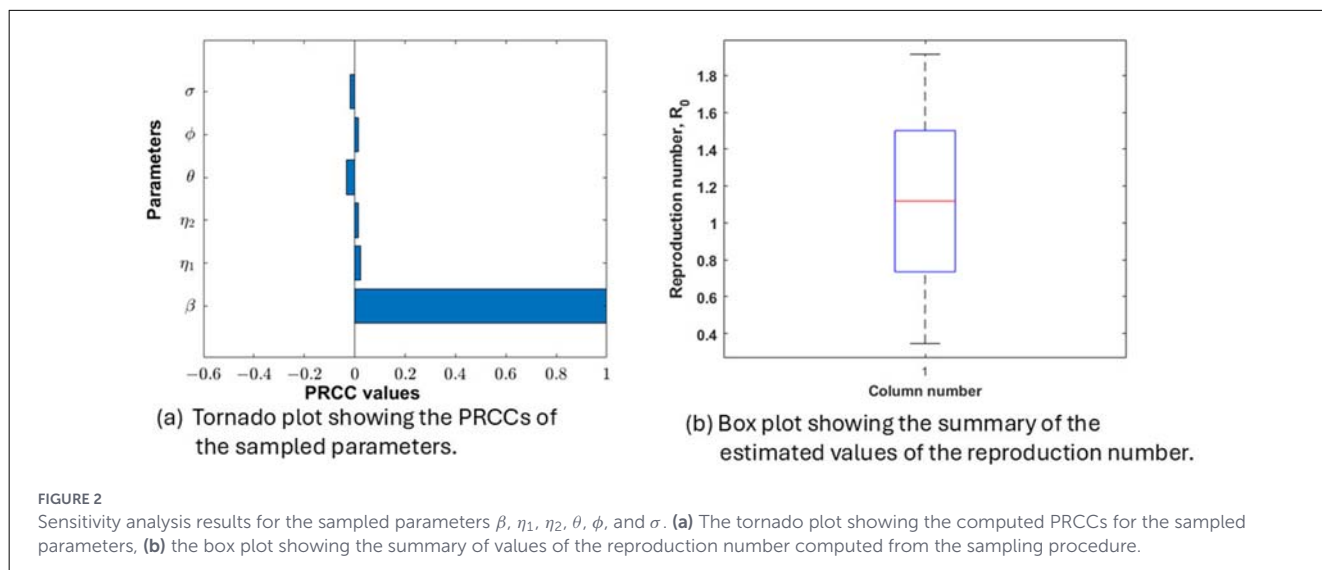 Parameters
σ
ϕ
θ
η₂
η₁
β
−0.6 −0.4 −0.2 0 0.2 0.4 0.6 0.8 1
PRCC values
(a) Tornado plot showing the PRCCs of
the sampled parameters.
Reproduction number, R₀
1.8
1.6
1.4
1.2
1
0.8
0.6
0.4
1
Column number
(b) Box plot showing the summary of the
estimated values of the reproduction number.
FIGURE 2
Sensitivity analysis results for the sampled parameters β, η₁, η₂, θ, ϕ, and σ. (a) The tornado plot showing the computed PRCCs for the sampled
parameters, (b) the box plot showing the summary of values of the reproduction number computed from the sampling procedure.